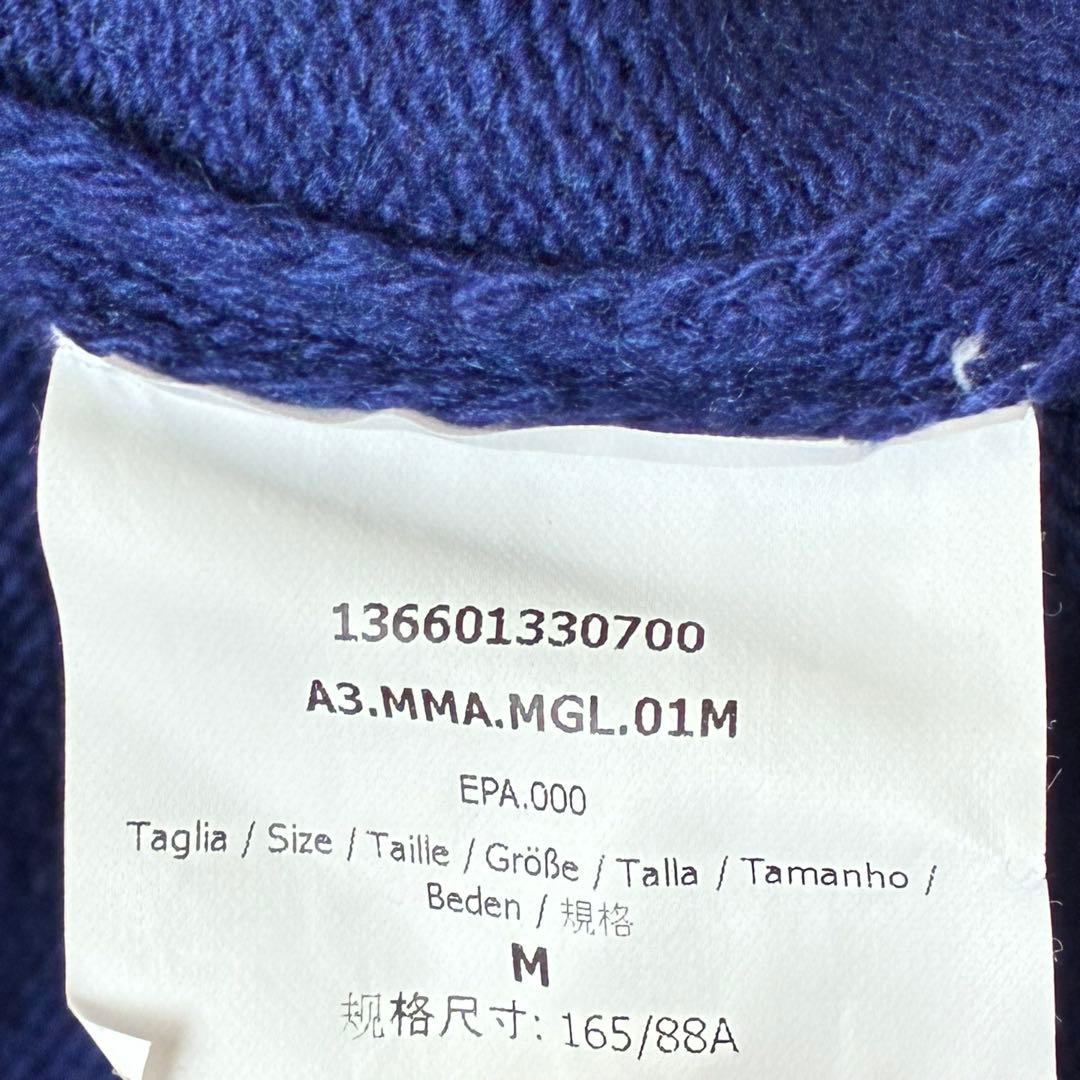 136601330700
A3.MMA.MGL.01M
EPA.000
Taglia / Size / Taille / Größe / Talla / Tamanho /
Beden / 規格
M
规格尺寸: 165/88A